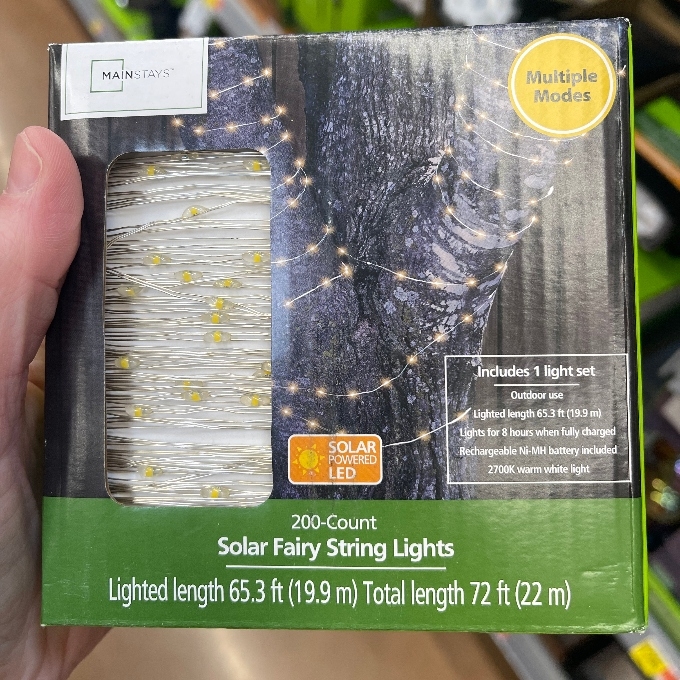 MAINSTAYS™
Multiple
Modes
Includes 1 light set
Outdoor use
Lighted length 65.3 ft (19.9 m)
Lights for 8 hours when fully charged
Rechargeable Ni-MH battery included
2700K warm white light
SOLAR
POWERED
LED
200-Count
Solar Fairy String Lights
Lighted length 65.3 ft (19.9 m) Total length 72 ft (22 m)